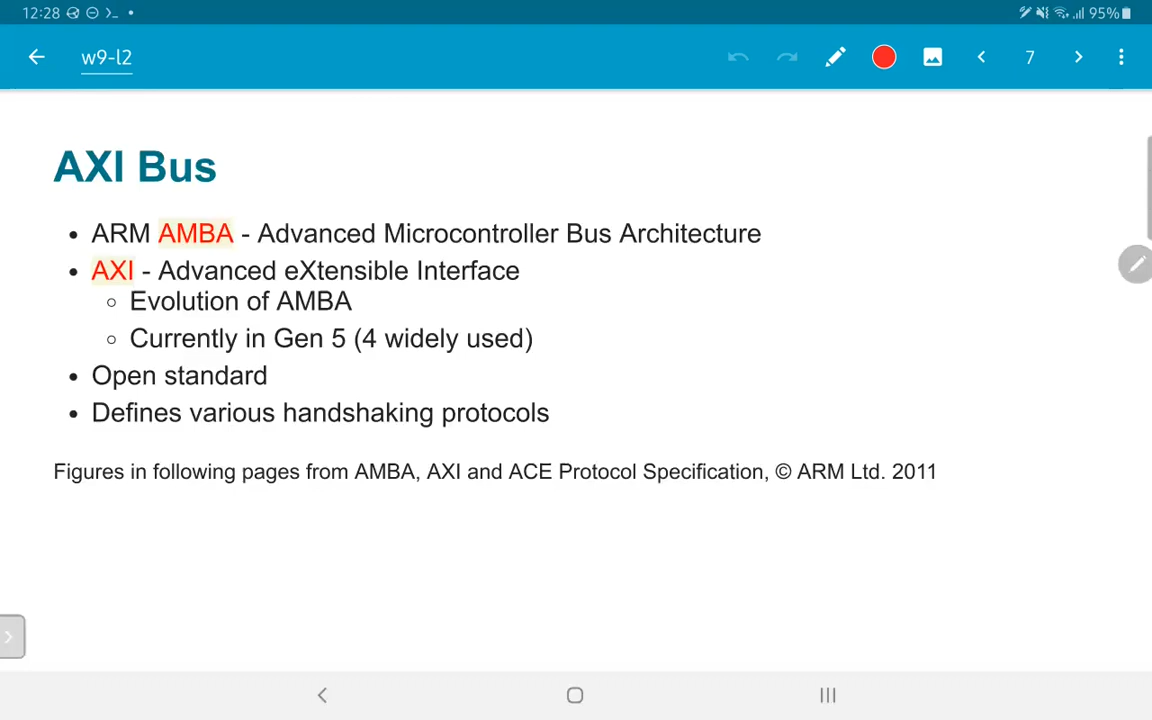 12:28 95%
w9-l2 7
AXI Bus
• ARM AMBA - Advanced Microcontroller Bus Architecture
• AXI - Advanced eXtensible Interface
◦ Evolution of AMBA
◦ Currently in Gen 5 (4 widely used)
• Open standard
• Defines various handshaking protocols
Figures in following pages from AMBA, AXI and ACE Protocol Specification, © ARM Ltd. 2011